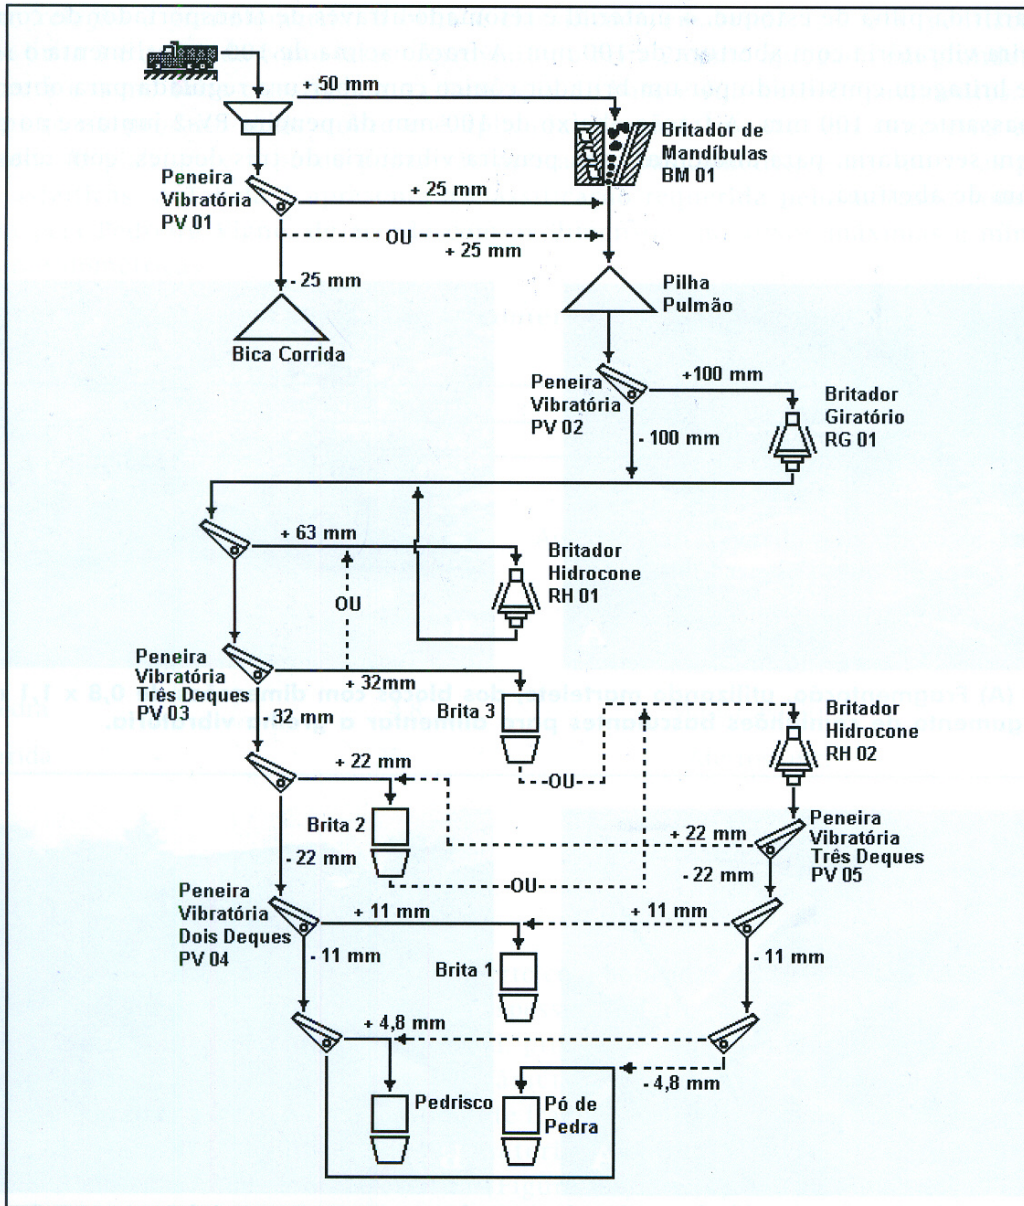 + 50 mm
Britador de
Mandíbulas
BM 01
Peneira
Vibratória
PV 01
+ 25 mm
OU
+ 25 mm
- 25 mm
Bica Corrida
Pilha
Pulmão
Peneira
Vibratória
PV 02
+100 mm
- 100 mm
Britador
Giratório
RG 01
+ 63 mm
Britador
Hidrocone
RH 01
OU
Peneira
Vibratória
Três Deques
PV 03
+ 32mm
- 32 mm
Brita 3
OU
Britador
Hidrocone
RH 02
+ 22 mm
Brita 2
- 22 mm
OU
+ 22 mm
- 22 mm
Peneira
Vibratória
Três Deques
PV 05
Peneira
Vibratória
Dois Deques
PV 04
+ 11 mm
- 11 mm
Brita 1
+ 11 mm
- 11 mm
+ 4,8 mm
- 4,8 mm
Pedrisco
Pó de
Pedra